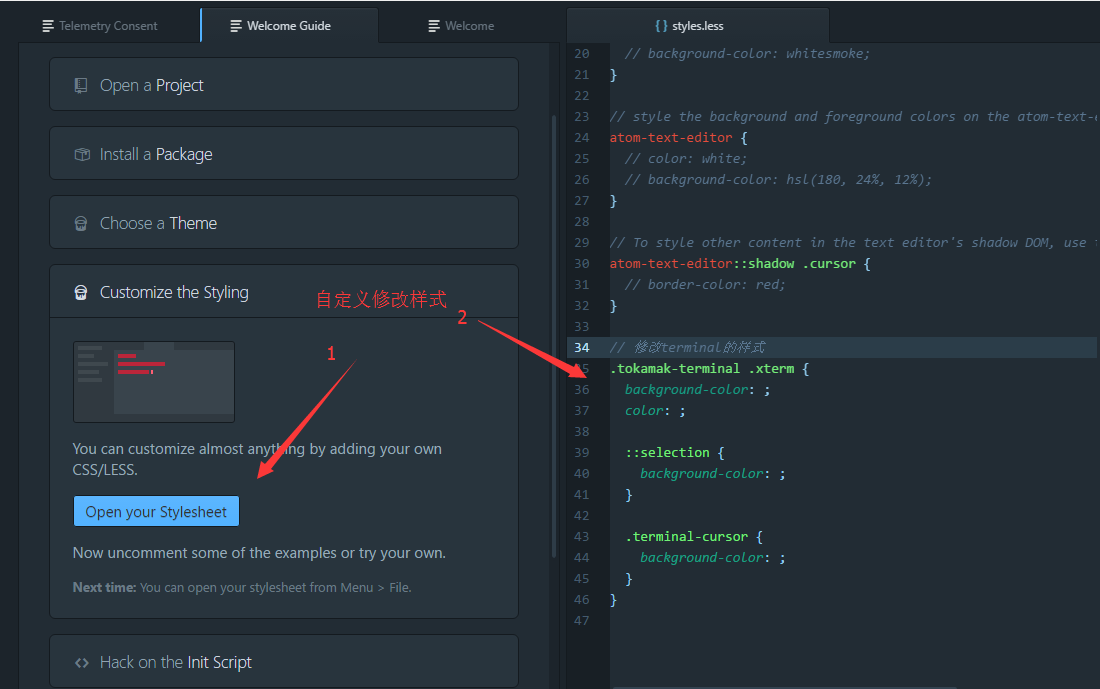 Telemetry Consent
Welcome Guide
Welcome
Open a Project
Install a Package
Choose a Theme
Customize the Styling
自定义修改样式
1
2
You can customize almost anything by adding your own
CSS/LESS.
Open your Stylesheet
Now uncomment some of the examples or try your own.
Next time: You can open your stylesheet from Menu > File.
Hack on the Init Script
{} styles.less
20 // background-color: whitesmoke;
21 }
22
23 // style the background and foreground colors on the atom-text-
24 atom-text-editor {
25 // color: white;
26 // background-color: hsl(180, 24%, 12%);
27 }
28
29 // To style other content in the text editor's shadow DOM, use
30 atom-text-editor::shadow .cursor {
31 // border-color: red;
32 }
33
34 // 修改terminal的样式
35 .tokamak-terminal .xterm {
36 background-color: ;
37 color: ;
38
39 ::selection {
40 background-color: ;
41 }
42
43 .terminal-cursor {
44 background-color: ;
45 }
46 }
47